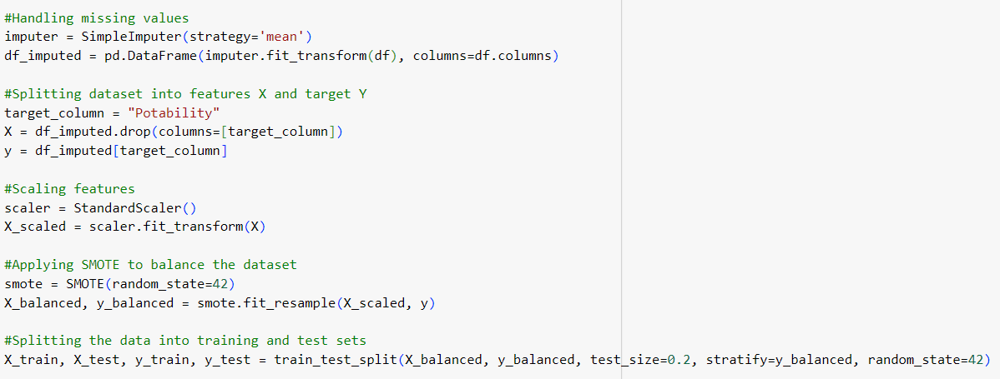 #Handling missing values
imputer = SimpleImputer(strategy='mean')
df_imputed = pd.DataFrame(imputer.fit_transform(df), columns=df.columns)
#Splitting dataset into features X and target Y
target_column = "Potability"
X = df_imputed.drop(columns=[target_column])
y = df_imputed[target_column]
#Scaling features
scaler = StandardScaler()
X_scaled = scaler.fit_transform(X)
#Applying SMOTE to balance the dataset
smote = SMOTE(random_state=42)
X_balanced, y_balanced = smote.fit_resample(X_scaled, y)
#Splitting the data into training and test sets
X_train, X_test, y_train, y_test = train_test_split(X_balanced, y_balanced, test_size=0.2, stratify=y_balanced, random_state=42)